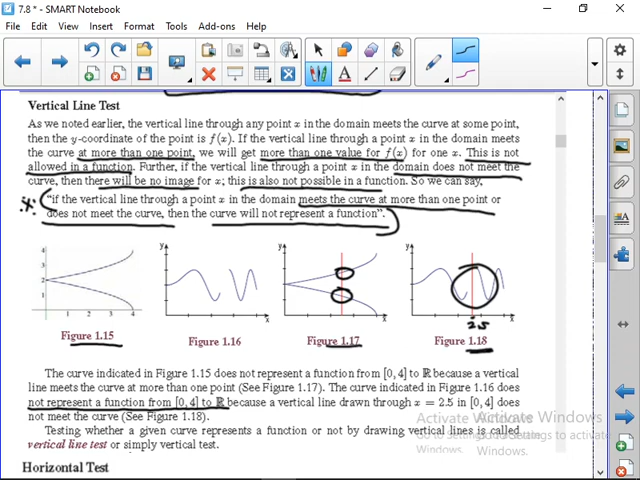 7.8 * - SMART Notebook
File Edit View Insert Format Tools Add-ons Help
Vertical Line Test
As we noted earlier, the vertical line through any point x in the domain meets the curve at some point,
then the y-coordinate of the point is f(x). If the vertical line through a point x in the domain meets
the curve at more than one point, we will get more than one value for f(x) for one x. This is not
allowed in a function. Further, if the vertical line through a point x in the domain does not meet the
curve, then there will be no image for x; this is also not possible in a function. So we can say,
"if the vertical line through a point x in the domain meets the curve at more than one point or
does not meet the curve, then the curve will not represent a function".
4
3
2
1
0 1 2 3 4
y
x
y
x
y
x
2.5
Figure 1.15 Figure 1.16 Figure 1.17 Figure 1.18
The curve indicated in Figure 1.15 does not represent a function from [0, 4] to ℝ because a vertical
line meets the curve at more than one point (See Figure 1.17). The curve indicated in Figure 1.16 does
not represent a function from [0, 4] to ℝ because a vertical line drawn through x = 2.5 in [0, 4] does
not meet the curve (See Figure 1.18).
Testing whether a given curve represents a function or not by drawing vertical lines is called
vertical line test or simply vertical test.
Horizontal Test
Activate Windows
Go to Settings to activate
Windows.